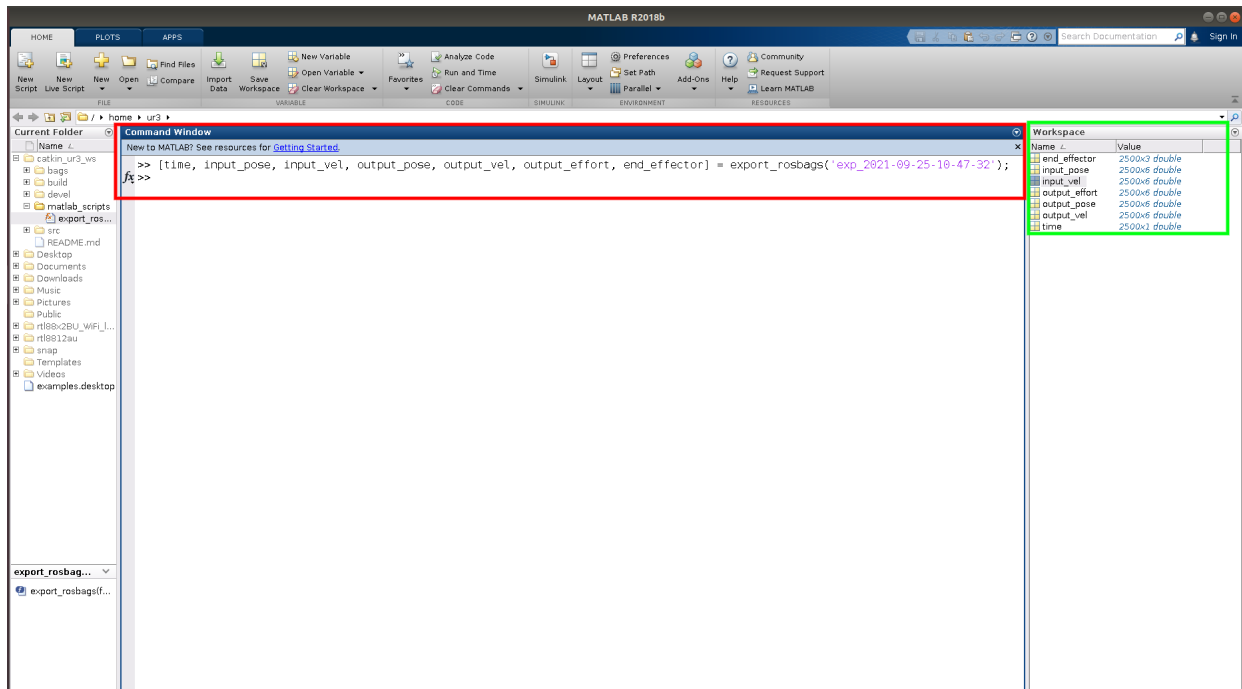 MATLAB R2018b
HOME PLOTS APPS
Search Documentation Sign In
New Script
New Live Script
New
Open
Find Files
Compare
Import Data
Save Workspace
New Variable
Open Variable
Clear Workspace
Favorites
Analyze Code
Run and Time
Clear Commands
Simulink
Layout
Preferences
Set Path
Parallel
Add-Ons
Help
Community
Request Support
Learn MATLAB
FILE VARIABLE CODE SIMULINK ENVIRONMENT RESOURCES
/ home ur3
Current Folder
Name
catkin_ur3_ws
bags
build
devel
matlab_scripts
export_ros...
src
README.md
Desktop
Documents
Downloads
Music
Pictures
Public
rtl88x2BU_WiFi_l...
rtl8812au
snap
Templates
Videos
examples.desktop
export_rosbag...
export_rosbags(f...
Command Window
New to MATLAB? See resources for Getting Started.
>> [time, input_pose, input_vel, output_pose, output_vel, output_effort, end_effector] = export_rosbags('exp_2021-09-25-10-47-32');
fx >>
Workspace
Name Value
end_effector 2500x3 double
input_pose 2500x6 double
input_vel 2500x6 double
output_effort 2500x6 double
output_pose 2500x6 double
output_vel 2500x6 double
time 2500x1 double